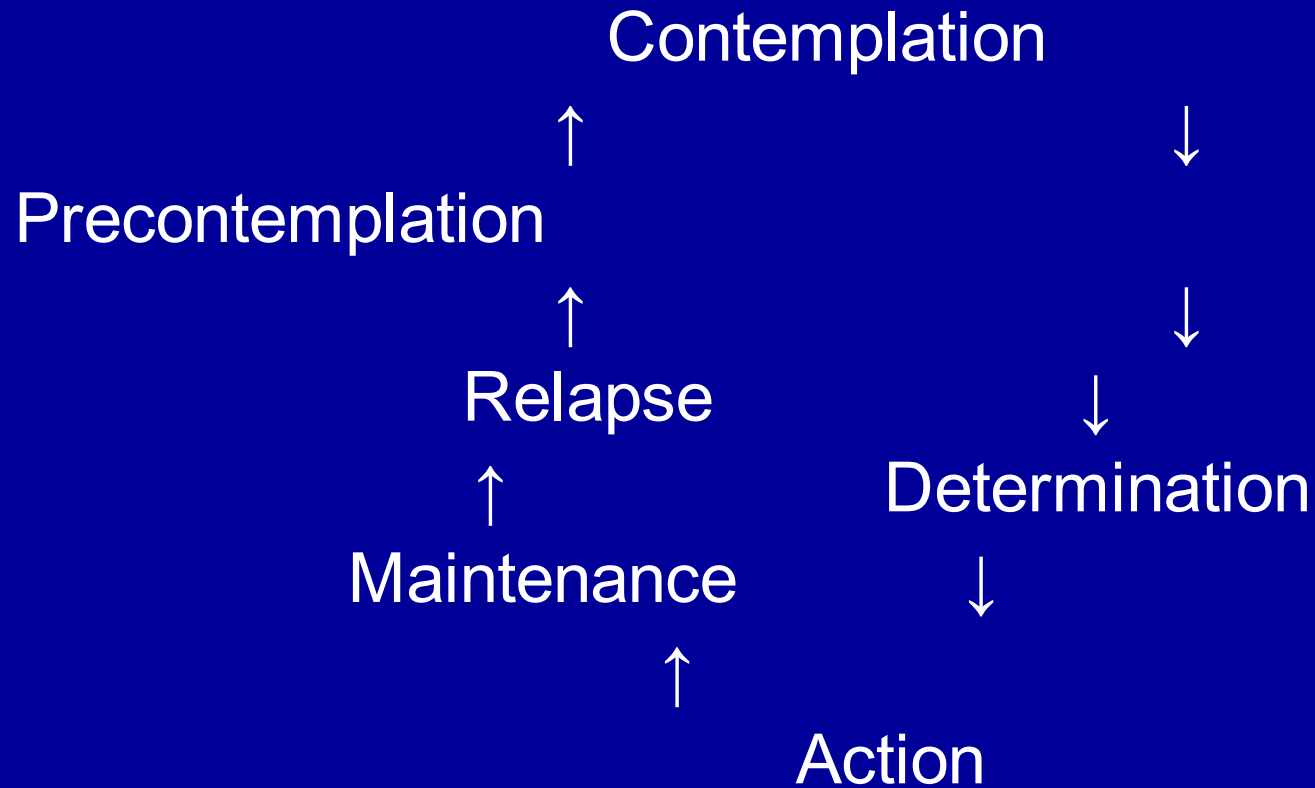 Contemplation
↑ ↓
Precontemplation
↑ ↓
Relapse ↓
↑ Determination
Maintenance ↓
↑
Action